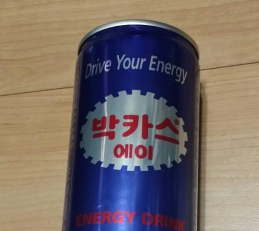 Drive Your Energy
박카스
에이
ENERGY DRINK